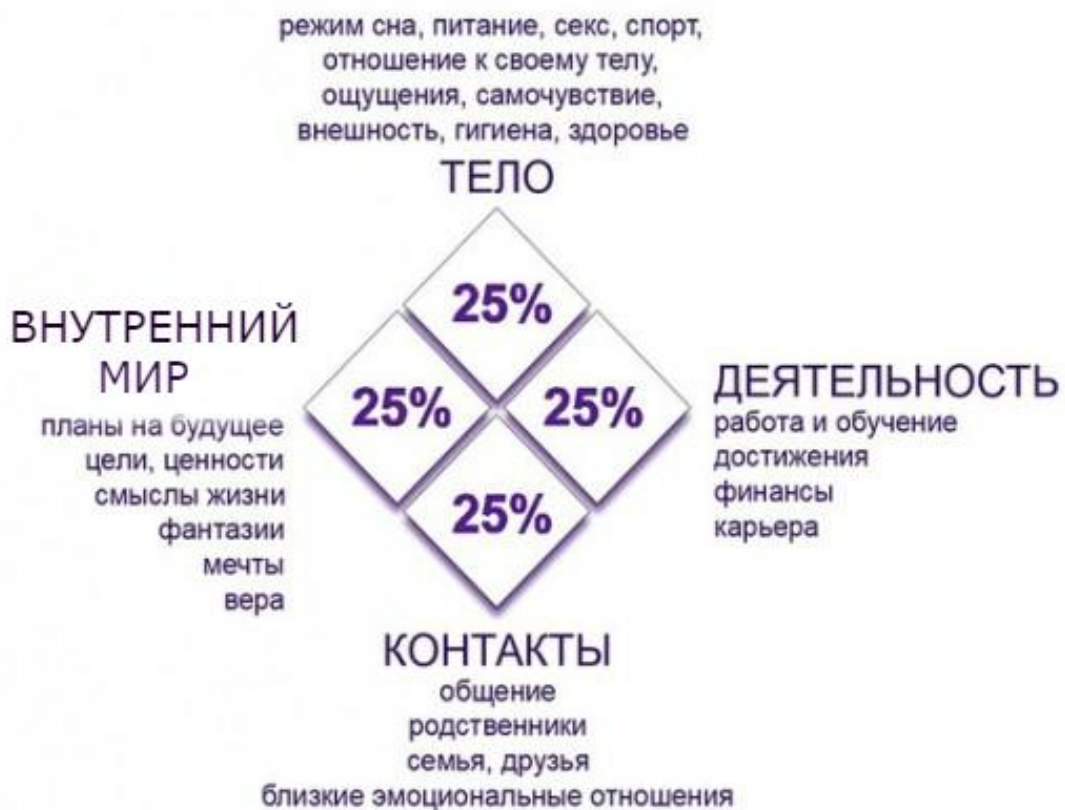 режим сна, питание, секс, спорт,
отношение к своему телу,
ощущения, самочувствие,
внешность, гигиена, здоровье
ТЕЛО
25%
ВНУТРЕННИЙ
МИР
планы на будущее
цели, ценности
смыслы жизни
фантазии
мечты
вера
25%
25%
ДЕЯТЕЛЬНОСТЬ
работа и обучение
достижения
финансы
карьера
25%
КОНТАКТЫ
общение
родственники
семья, друзья
близкие эмоциональные отношения